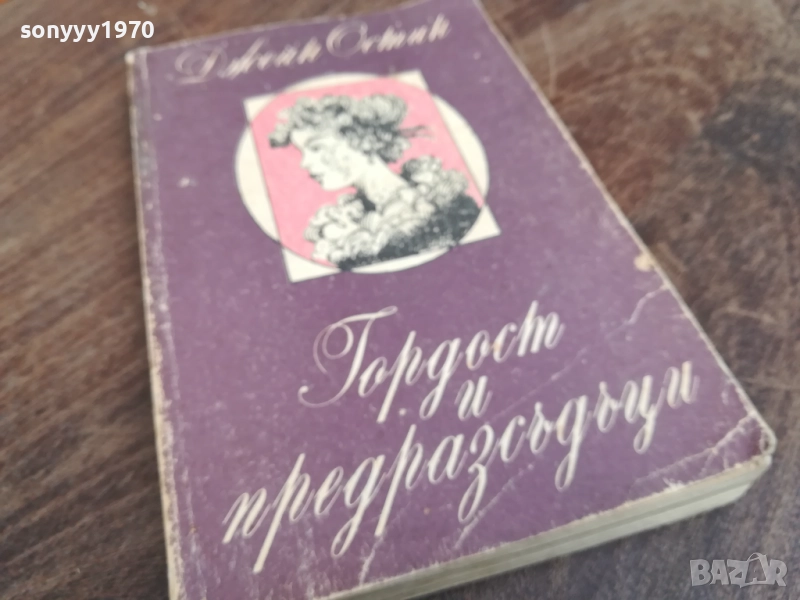 sonyyy1970
Джейн Остин
Гордост
и
предразсъдъци
BAZAR